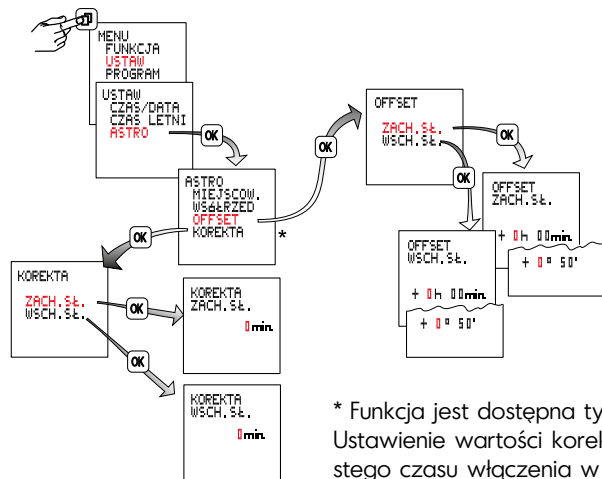 MENU
FUNKCJA
USTAW
PROGRAM
USTAW
CZAS/DATA
CZAS LETNI
ASTRO
OK
ASTRO
MIEJSCOW.
WSPÓŁRZED
OFFSET
KOREKTA
*
OK
OK
OFFSET
ZACH.SŁ.
WSCH.SŁ.
OK
OK
OFFSET
ZACH.SŁ.
+ 0h 00min.
+ 0° 50'
OFFSET
WSCH.SŁ.
+ 0h 00min.
+ 0° 50'
KOREKTA
ZACH.SŁ.
WSCH.SŁ.
OK
OK
KOREKTA
ZACH.SŁ.
0min.
KOREKTA
WSCH.SŁ.
0min.
* Funkcja jest dostępna ty
Ustawienie wartości korek
stego czasu włączenia w